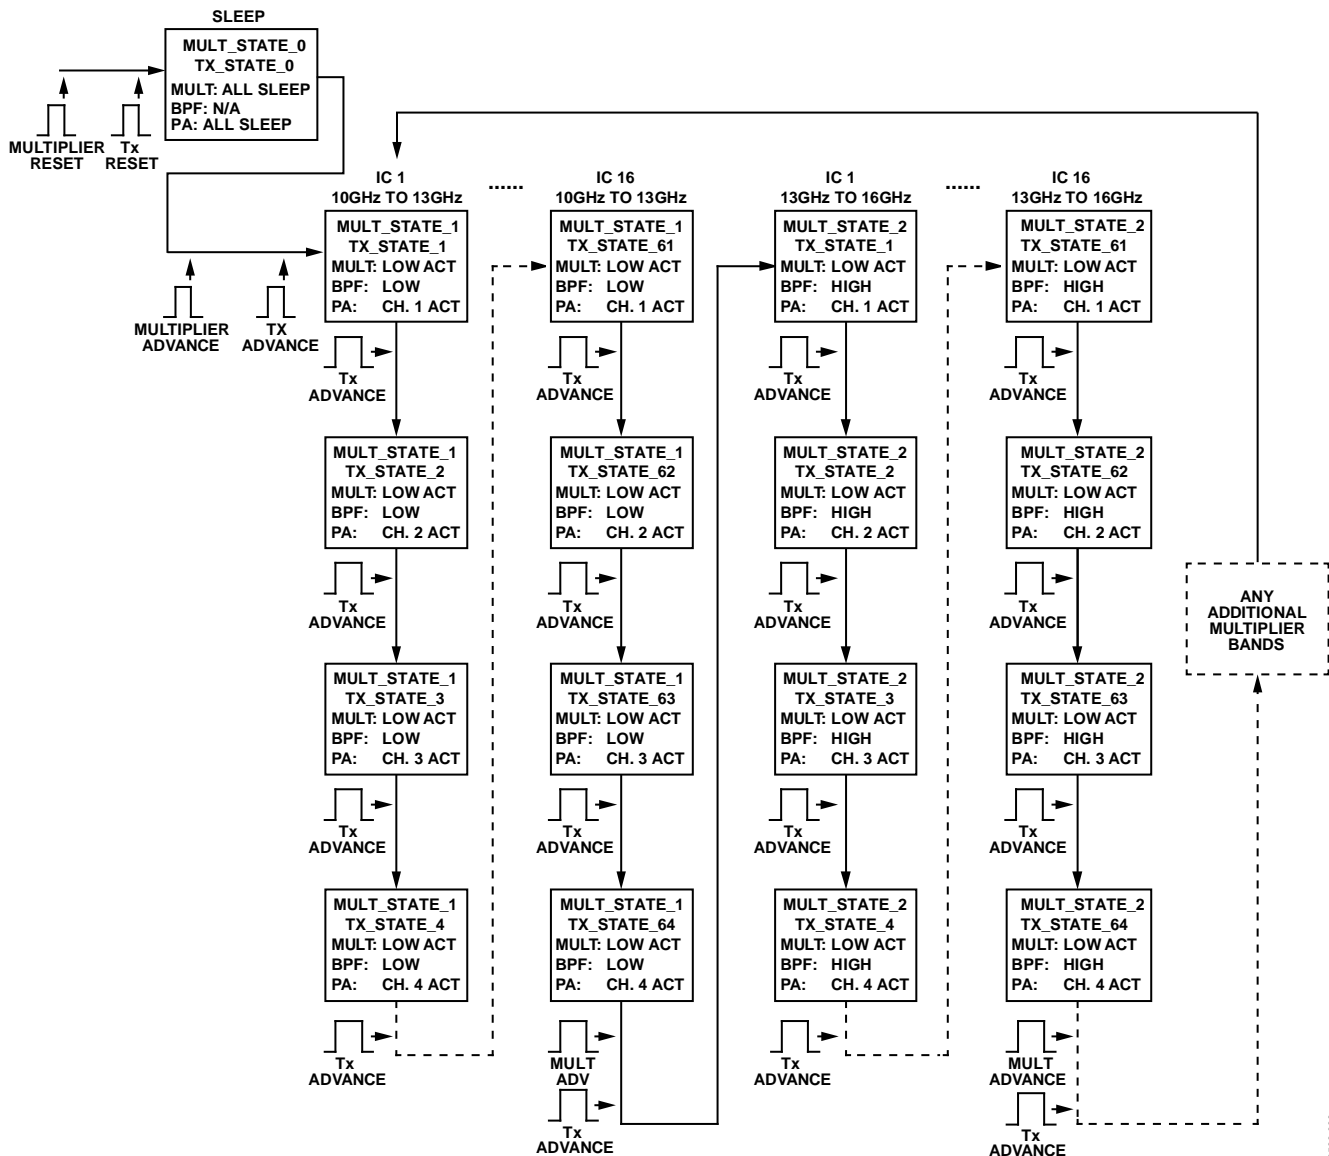 SLEEP
MULT_STATE_0
TX_STATE_0
MULT: ALL SLEEP
BPF: N/A
PA: ALL SLEEP
MULTIPLIER
RESET
Tx
RESET
MULTIPLIER
ADVANCE
TX
ADVANCE
IC 1
10GHz TO 13GHz
MULT_STATE_1
TX_STATE_1
MULT: LOW ACT
BPF: LOW
PA: CH. 1 ACT
Tx
ADVANCE
MULT_STATE_1
TX_STATE_2
MULT: LOW ACT
BPF: LOW
PA: CH. 2 ACT
Tx
ADVANCE
MULT_STATE_1
TX_STATE_3
MULT: LOW ACT
BPF: LOW
PA: CH. 3 ACT
Tx
ADVANCE
MULT_STATE_1
TX_STATE_4
MULT: LOW ACT
BPF: LOW
PA: CH. 4 ACT
Tx
ADVANCE
......
IC 16
10GHz TO 13GHz
MULT_STATE_1
TX_STATE_61
MULT: LOW ACT
BPF: LOW
PA: CH. 1 ACT
Tx
ADVANCE
MULT_STATE_1
TX_STATE_62
MULT: LOW ACT
BPF: LOW
PA: CH. 2 ACT
Tx
ADVANCE
MULT_STATE_1
TX_STATE_63
MULT: LOW ACT
BPF: LOW
PA: CH. 3 ACT
Tx
ADVANCE
MULT_STATE_1
TX_STATE_64
MULT: LOW ACT
BPF: LOW
PA: CH. 4 ACT
MULT
ADV
Tx
ADVANCE
IC 1
13GHz TO 16GHz
MULT_STATE_2
TX_STATE_1
MULT: LOW ACT
BPF: HIGH
PA: CH. 1 ACT
Tx
ADVANCE
MULT_STATE_2
TX_STATE_2
MULT: LOW ACT
BPF: HIGH
PA: CH. 2 ACT
Tx
ADVANCE
MULT_STATE_2
TX_STATE_3
MULT: LOW ACT
BPF: HIGH
PA: CH. 3 ACT
Tx
ADVANCE
MULT_STATE_2
TX_STATE_4
MULT: LOW ACT
BPF: HIGH
PA: CH. 4 ACT
Tx
ADVANCE
......
IC 16
13GHz TO 16GHz
MULT_STATE_2
TX_STATE_61
MULT: LOW ACT
BPF: HIGH
PA: CH. 1 ACT
Tx
ADVANCE
MULT_STATE_2
TX_STATE_62
MULT: LOW ACT
BPF: HIGH
PA: CH. 2 ACT
Tx
ADVANCE
MULT_STATE_2
TX_STATE_63
MULT: LOW ACT
BPF: HIGH
PA: CH. 3 ACT
Tx
ADVANCE
MULT_STATE_2
TX_STATE_64
MULT: LOW ACT
BPF: HIGH
PA: CH. 4 ACT
MULT
ADVANCE
Tx
ADVANCE
ANY
ADDITIONAL
MULTIPLIER
BANDS